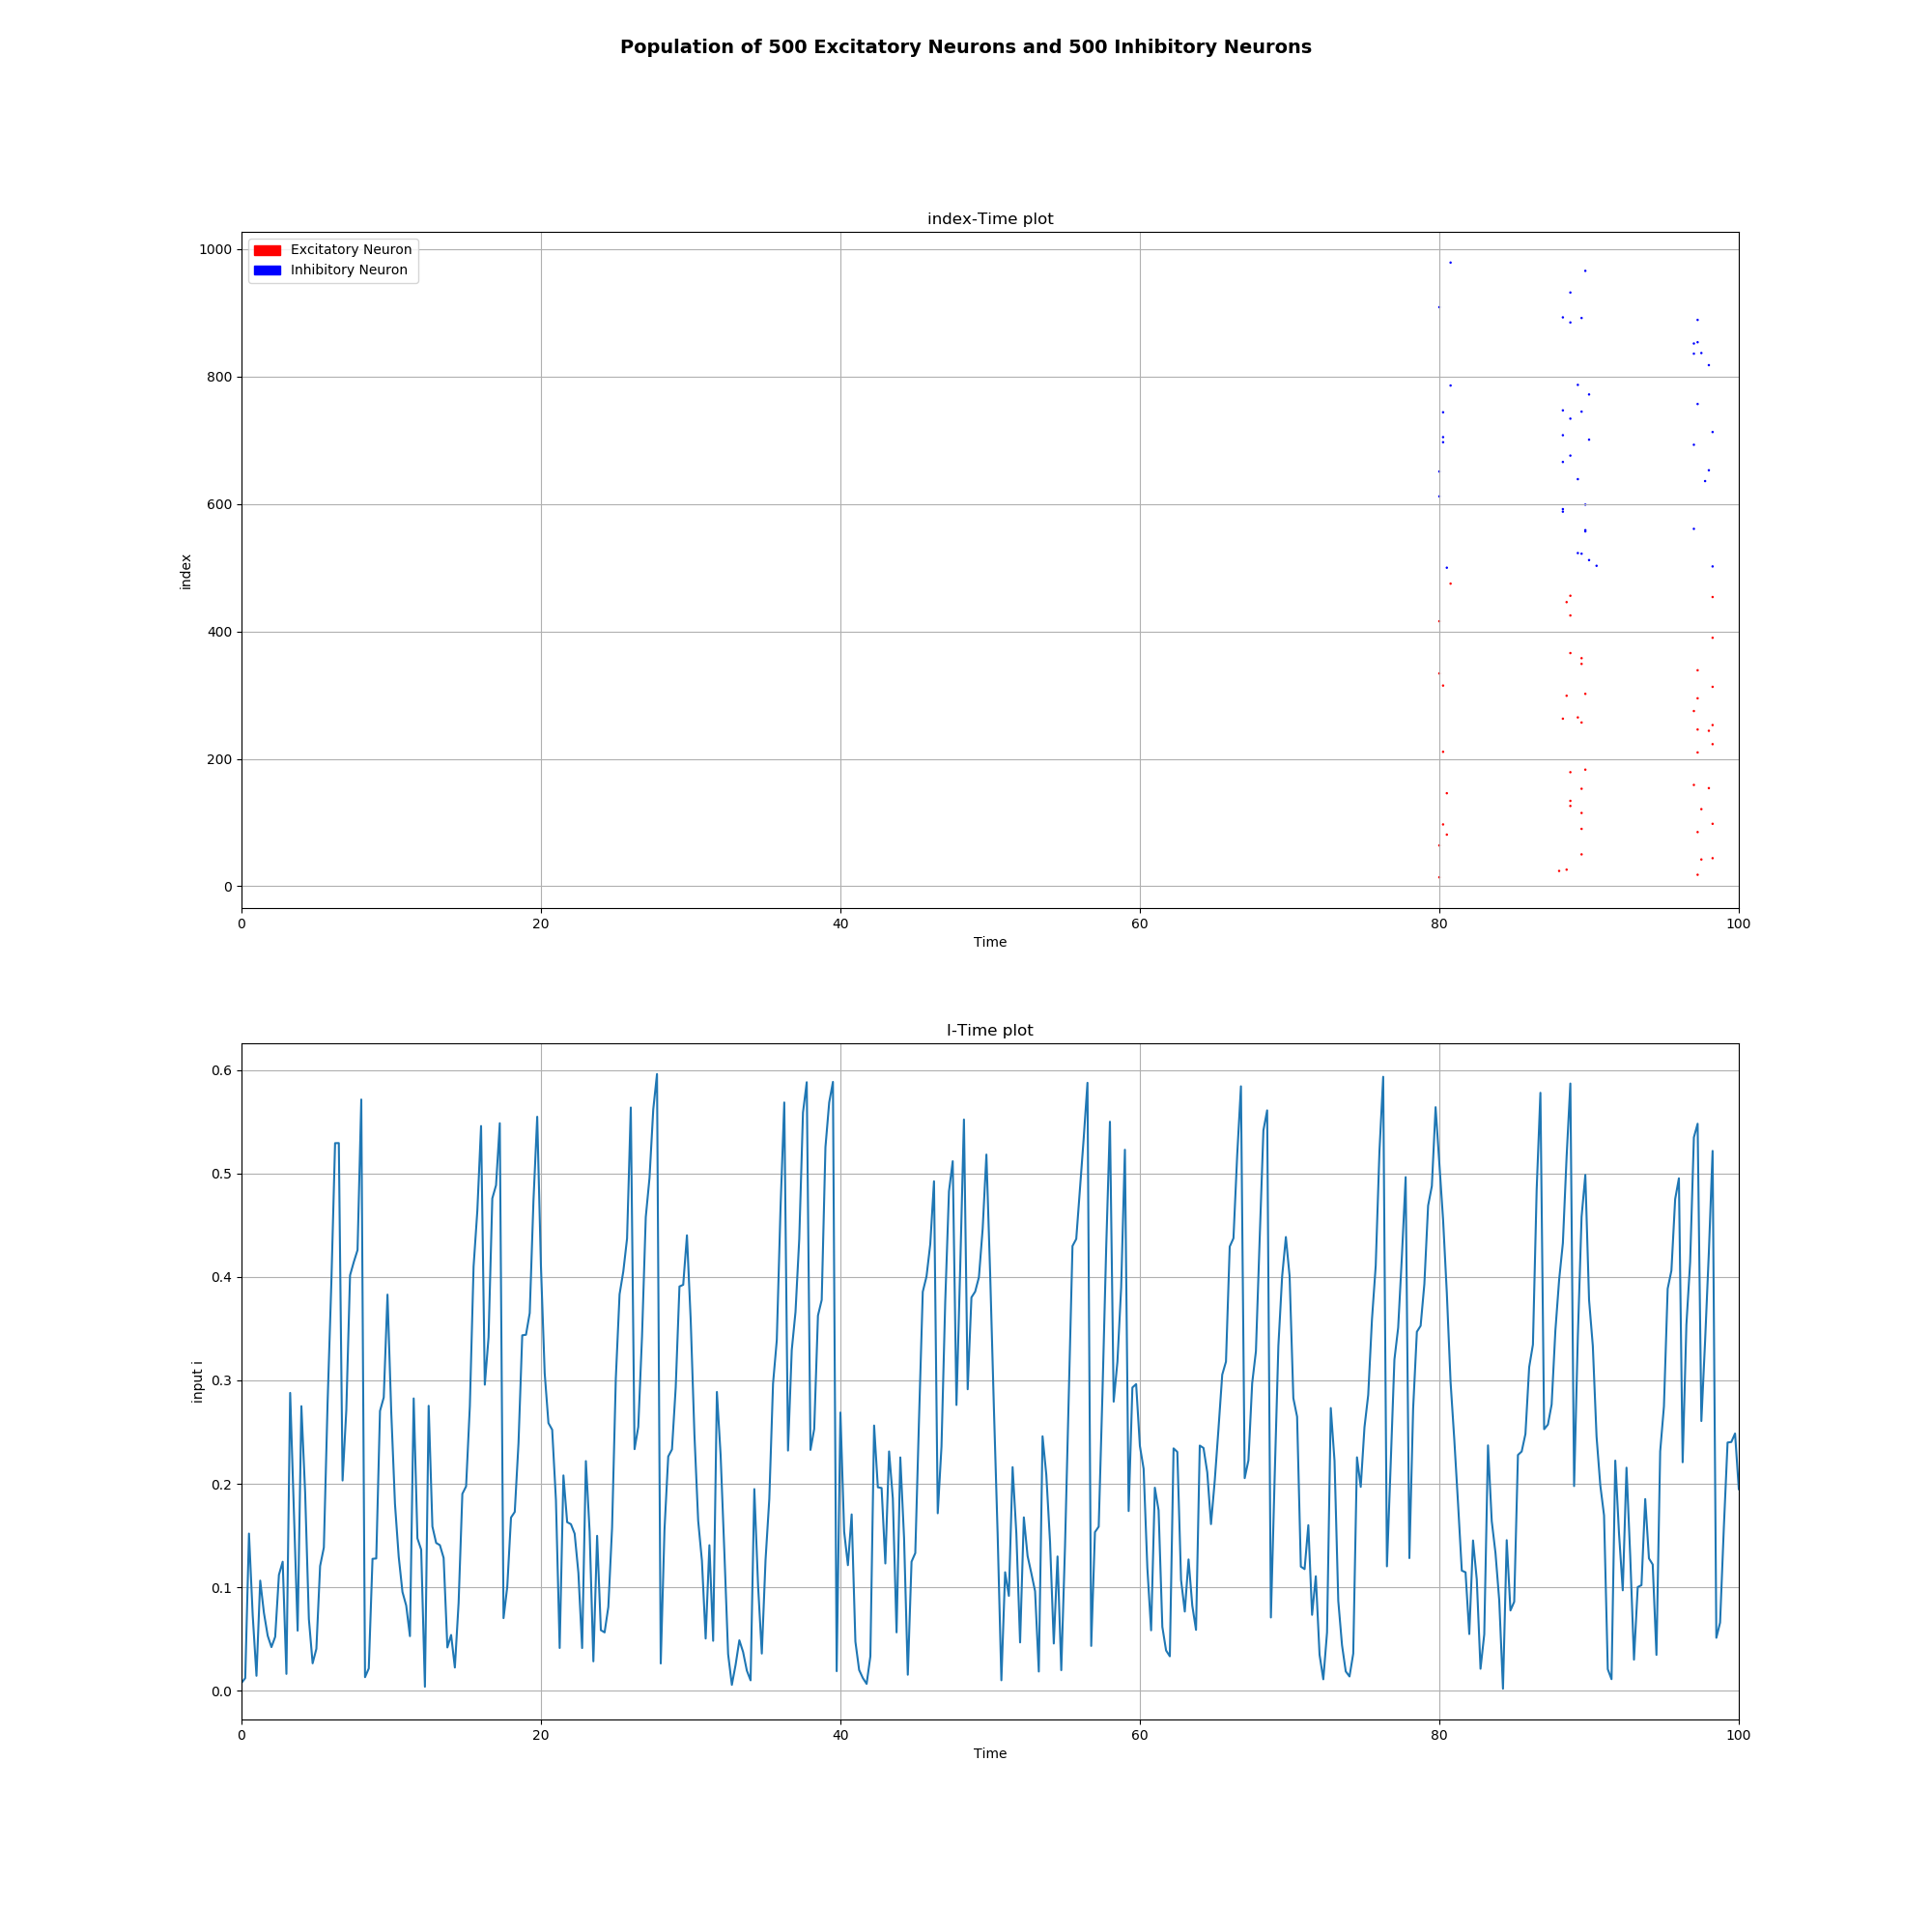 Population of 500 Excitatory Neurons and 500 Inhibitory Neurons
index-Time plot
Excitatory Neuron
Inhibitory Neuron
1000
800
600
400
200
0
index
0 20 40 60 80 100
Time
I-Time plot
0.6
0.5
0.4
0.3
0.2
0.1
0.0
input i
0 20 40 60 80 100
Time